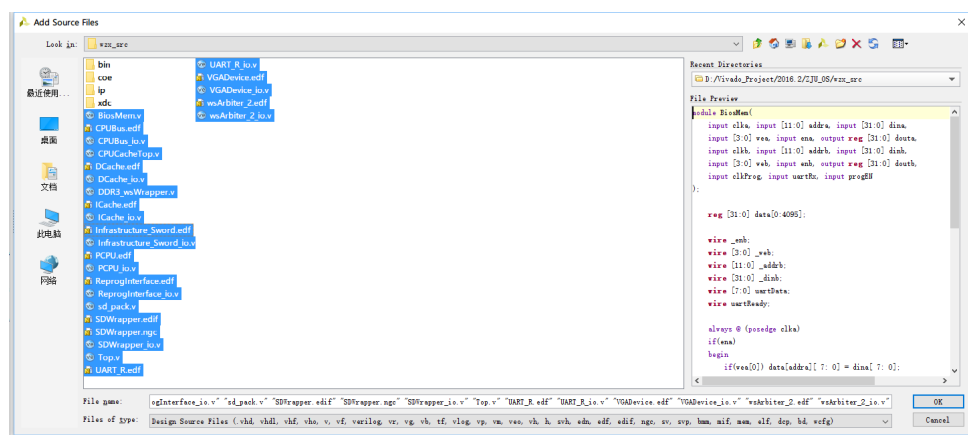 Add Source Files
Look in: wzx_src
最近使用...
桌面
文档
此电脑
网络
bin
coe
ip
xdc
BiosMem.v
CPUBus.edf
CPUBus_io.v
CPUCacheTop.v
DCache.edf
DCache_io.v
DDR3_wsWrapper.v
ICache.edf
ICache_io.v
Infrastructure_Sword.edf
Infrastructure_Sword_io.v
PCPU.edf
PCPU_io.v
ReprogInterface.edf
ReprogInterface_io.v
sd_pack.v
SDWrapper.edif
SDWrapper.ngc
SDWrapper_io.v
Top.v
UART_R.edf
UART_R_io.v
VGADevice.edf
VGADevice_io.v
wsArbiter_2.edf
wsArbiter_2_io.v
Recent Directories
D:/Vivado_Project/2016.2/ZJU_OS/wzx_src
File Preview
module BiosMem(
input clka, input [11:0] addra, input [31:0] dina,
input [3:0] wea, input ena, output reg [31:0] douta,
input clkb, input [11:0] addrb, input [31:0] dinb,
input [3:0] web, input enb, output reg [31:0] doutb,
input clkProg, input uartRx, input progEN
);
reg [31:0] data[0:4095];
wire _enb;
wire [3:0] _web;
wire [11:0] _addrb;
wire [31:0] _dinb;
wire [7:0] uartData;
wire uartReady;
always @ (posedge clka)
if(ena)
begin
if(wea[0]) data[addra][ 7: 0] = dina[ 7: 0];
File name: ogInterface_io.v" "sd_pack.v" "SDWrapper.edif" "SDWrapper.ngc" "SDWrapper_io.v" "Top.v" "UART_R.edf" "UART_R_io.v" "VGADevice.edf" "VGADevice_io.v" "wsArbiter_2.edf" "wsArbiter_2_io.v"
OK
Files of type: Design Source Files (.vhd, vhdl, vhf, vho, v, vf, verilog, vr, vg, vb, tf, vlog, vp, vm, veo, vh, h, svh, edn, edf, edif, ngc, sv, svp, bmm, mif, mem, elf, dcp, bd, xcfg)
Cancel